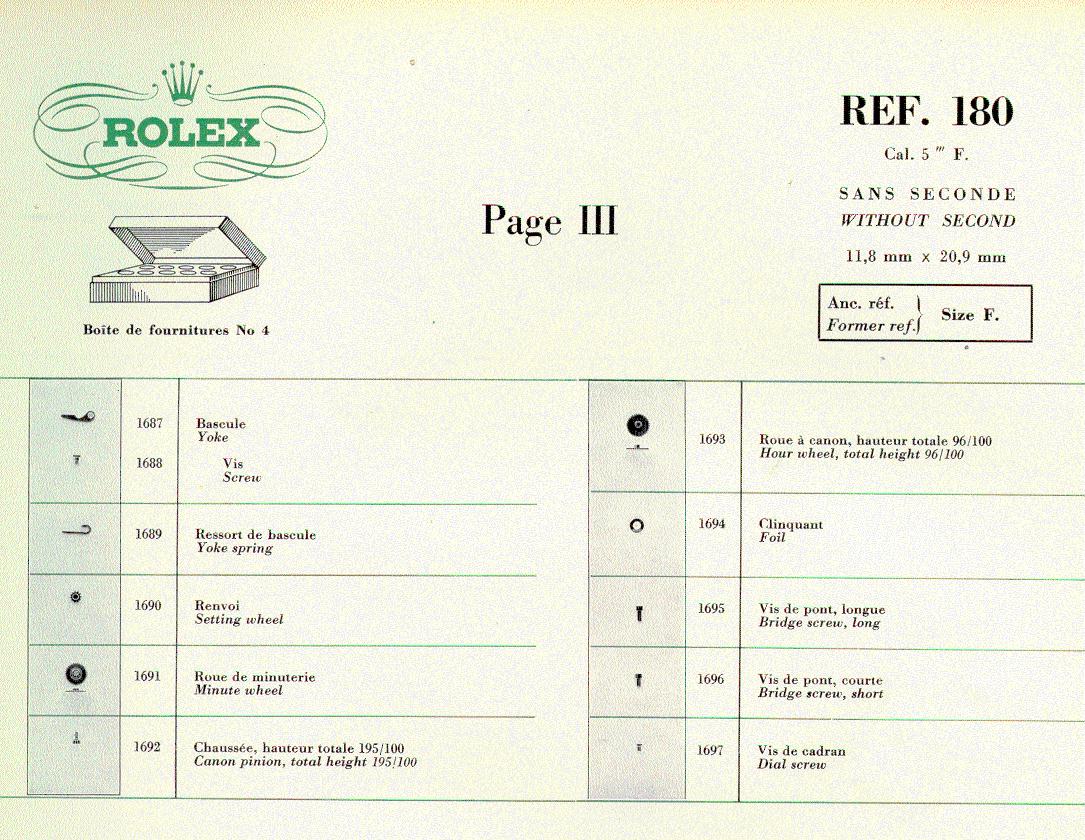 ROLEX
Boîte de fournitures No 4
Page III
REF. 180
Cal. 5 ''' F.
SANS SECONDE
WITHOUT SECOND
11,8 mm x 20,9 mm
Anc. réf.
Former ref.
} Size F.
1687 Bascule
Yoke
1688 Vis
Screw
1689 Ressort de bascule
Yoke spring
1690 Renvoi
Setting wheel
1691 Roue de minuterie
Minute wheel
1692 Chaussée, hauteur totale 195/100
Canon pinion, total height 195/100
1693 Roue à canon, hauteur totale 96/100
Hour wheel, total height 96/100
1694 Clinquant
Foil
1695 Vis de pont, longue
Bridge screw, long
1696 Vis de pont, courte
Bridge screw, short
1697 Vis de cadran
Dial screw